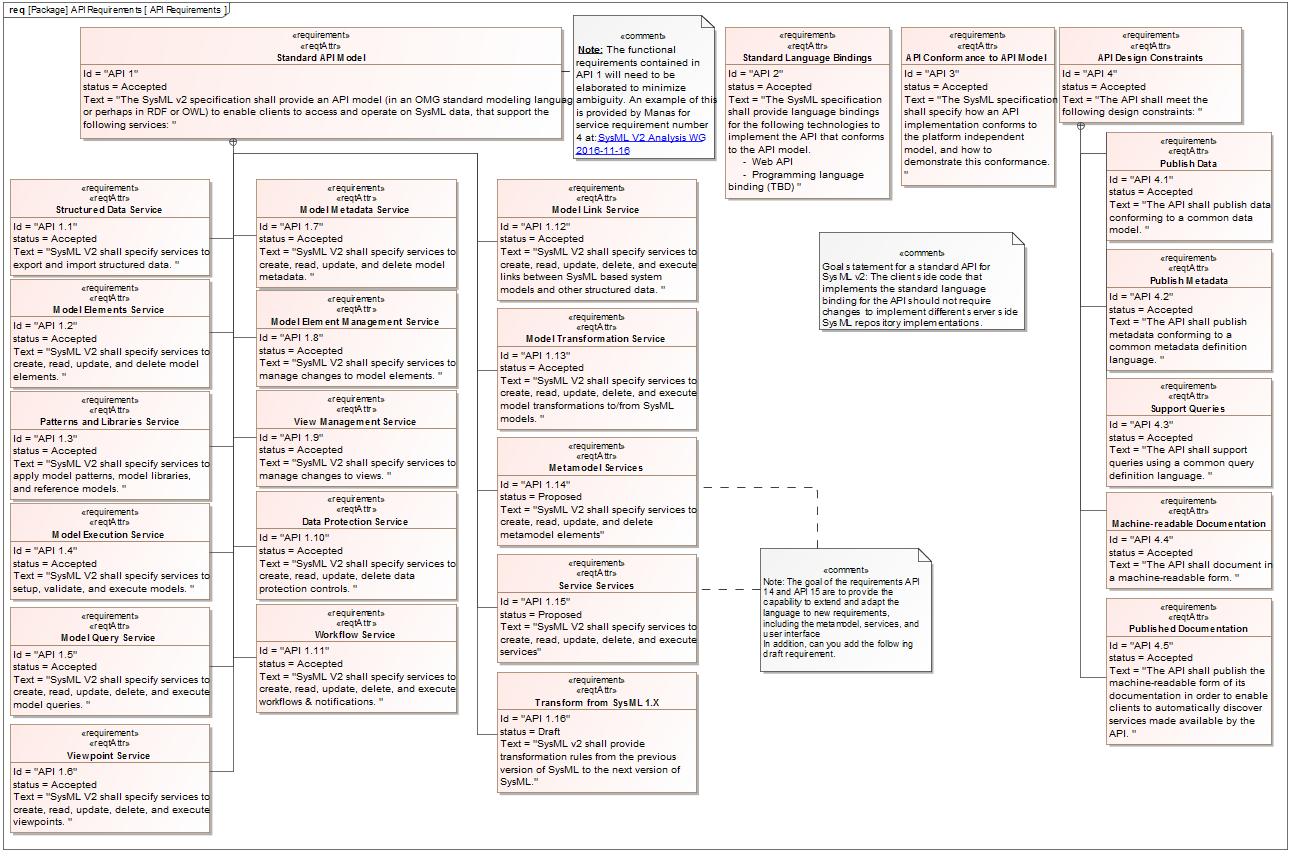 req [Package] API Requirements [ API Requirements ]
«requirement»
«reqtAttr»
Standard API Model
Id = "API 1"
status = Accepted
Text = "The SysML v2 specification shall provide an API model (in an OMG standard modeling languag
or perhaps in RDF or OWL) to enable clients to access and operate on SysML data, that support the
following services: "
«comment»
Note: The functional
requirements contained in
API 1 will need to be
elaborated to minimize
ambiguity. An example of this
is provided by Manas for
service requirement number
4 at:SysML V2 Analysis WG
2016-11-16
«requirement»
«reqtAttr»
Standard Language Bindings
Id = "API 2"
status = Accepted
Text = "The SysML specification
shall provide language bindings
for the following technologies to
implement the API that conforms
to the API model.
- Web API
- Programming language
binding (TBD) "
«requirement»
«reqtAttr»
API Conformance to API Model
Id = "API 3"
status = Accepted
Text = "The SysML specification
shall specify how an API
implementation conforms to
the platform independent
model, and how to
demonstrate this conformance.
"
«requirement»
«reqtAttr»
API Design Constraints
Id = "API 4"
status = Accepted
Text = "The API shall meet the
following design constraints: "
«requirement»
«reqtAttr»
Structured Data Service
Id = "API 1.1"
status = Accepted
Text = "SysML V2 shall specify services to
export and import structured data. "
«requirement»
«reqtAttr»
Model Elements Service
Id = "API 1.2"
status = Accepted
Text = "SysML V2 shall specify services to
create, read, update, and delete model
elements. "
«requirement»
«reqtAttr»
Patterns and Libraries Service
Id = "API 1.3"
status = Accepted
Text = "SysML V2 shall specify services to
apply model patterns, model libraries,
and reference models. "
«requirement»
«reqtAttr»
Model Execution Service
Id = "API 1.4"
status = Accepted
Text = "SysML V2 shall specify services to
setup, validate, and execute models. "
«requirement»
«reqtAttr»
Model Query Service
Id = "API 1.5"
status = Accepted
Text = "SysML V2 shall specify services to
create, read, update, delete, and execute
model queries. "
«requirement»
«reqtAttr»
Viewpoint Service
Id = "API 1.6"
status = Accepted
Text = "SysML V2 shall specify services to
create, read, update, delete, and execute
viewpoints. "
«requirement»
«reqtAttr»
Model Metadata Service
Id = "API 1.7"
status = Accepted
Text = "SysML V2 shall specify services to
create, read, update, and delete model
metadata. "
«requirement»
«reqtAttr»
Model Element Management Service
Id = "API 1.8"
status = Accepted
Text = "SysML V2 shall specify services to
manage changes to model elements. "
«requirement»
«reqtAttr»
View Management Service
Id = "API 1.9"
status = Accepted
Text = "SysML V2 shall specify services to
manage changes to views. "
«requirement»
«reqtAttr»
Data Protection Service
Id = "API 1.10"
status = Accepted
Text = "SysML V2 shall specify services to
create, read, update, delete data
protection controls. "
«requirement»
«reqtAttr»
Workflow Service
Id = "API 1.11"
status = Accepted
Text = "SysML V2 shall specify services to
create, read, update, delete, and execute
workflows & notifications. "
«requirement»
«reqtAttr»
Model Link Service
Id = "API 1.12"
status = Accepted
Text = "SysML V2 shall specify services to
create, read, update, delete, and execute
links between SysML based system
models and other structured data. "
«requirement»
«reqtAttr»
Model Transformation Service
Id = "API 1.13"
status = Accepted
Text = "SysML V2 shall specify services to
create, read, update, delete, and execute
model transformations to/from SysML
models. "
«requirement»
«reqtAttr»
Metamodel Services
Id = "API 1.14"
status = Proposed
Text = "SysML V2 shall specify services to
create, read, update, and delete
metamodel elements"
«requirement»
«reqtAttr»
Service Services
Id = "API 1.15"
status = Proposed
Text = "SysML V2 shall specify services to
create, read, update, delete, and execute
services"
«requirement»
«reqtAttr»
Transform from SysML 1.X
Id = "API 1.16"
status = Draft
Text = "SysML v2 shall provide
transformation rules from the previous
version of SysML to the next version of
SysML."
«comment»
Goal statement for a standard API for
SysML v2: The client side code that
implements the standard language
binding for the API should not require
changes to implement different server side
SysML repository implementations.
«comment»
Note: The goal of the requirements API
14 and API 15 are to provide the
capability to extend and adapt the
language to new requirements,
including the metamodel, services, and
user interface
In addition, can you add the following
draft requirement.
«requirement»
«reqtAttr»
Publish Data
Id = "API 4.1"
status = Accepted
Text = "The API shall publish data
conforming to a common data
model. "
«requirement»
«reqtAttr»
Publish Metadata
Id = "API 4.2"
status = Accepted
Text = "The API shall publish
metadata conforming to a
common metadata definition
language. "
«requirement»
«reqtAttr»
Support Queries
Id = "API 4.3"
status = Accepted
Text = "The API shall support
queries using a common query
definition language. "
«requirement»
«reqtAttr»
Machine-readable Documentation
Id = "API 4.4"
status = Accepted
Text = "The API shall document in
a machine-readable form. "
«requirement»
«reqtAttr»
Published Documentation
Id = "API 4.5"
status = Accepted
Text = "The API shall publish the
machine-readable form of its
documentation in order to enable
clients to automatically discover
services made available by the
API. "